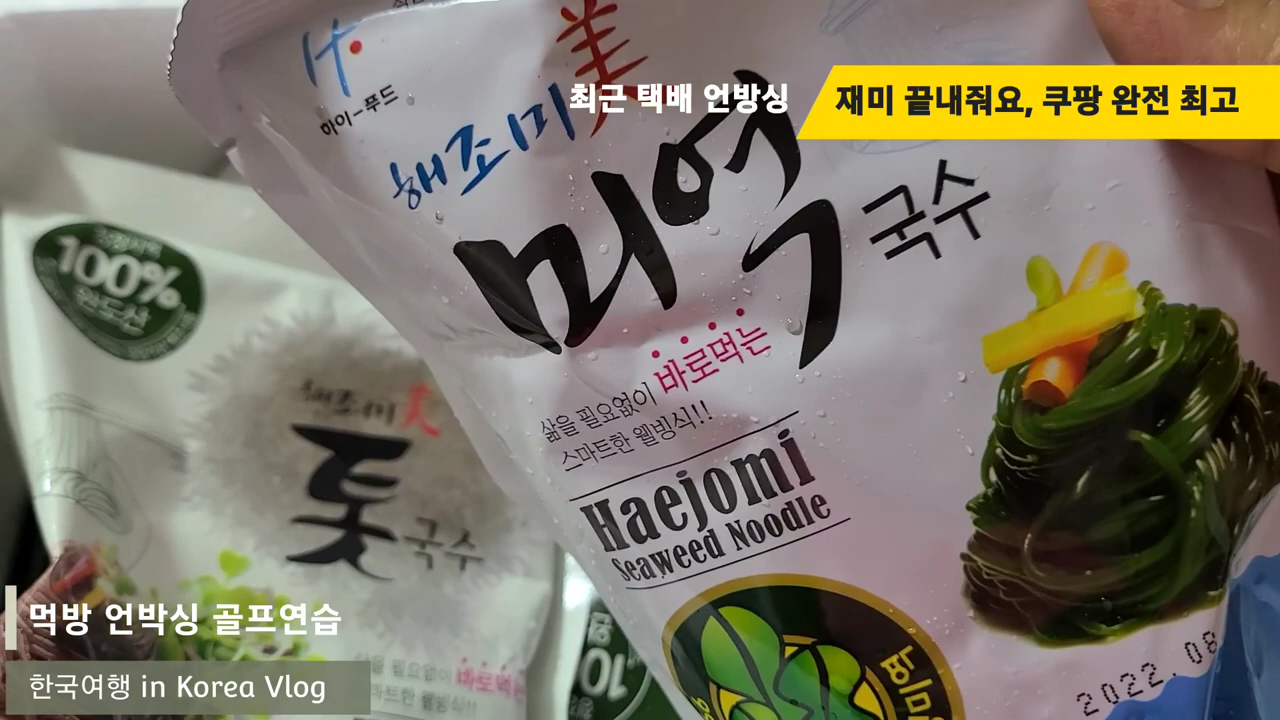 하이-푸드
해조미美
미역
국수
삶을 필요없이 바로먹는
스마트한 웰빙식!!
Haejomi
Seaweed Noodle
2022.08
최근 택배 언방싱
재미 끝내줘요, 쿠팡 완전 최고
100%
완도산
해조미美
톳
국수
먹방 언박싱 골프연습
한국여행 in Korea Vlog